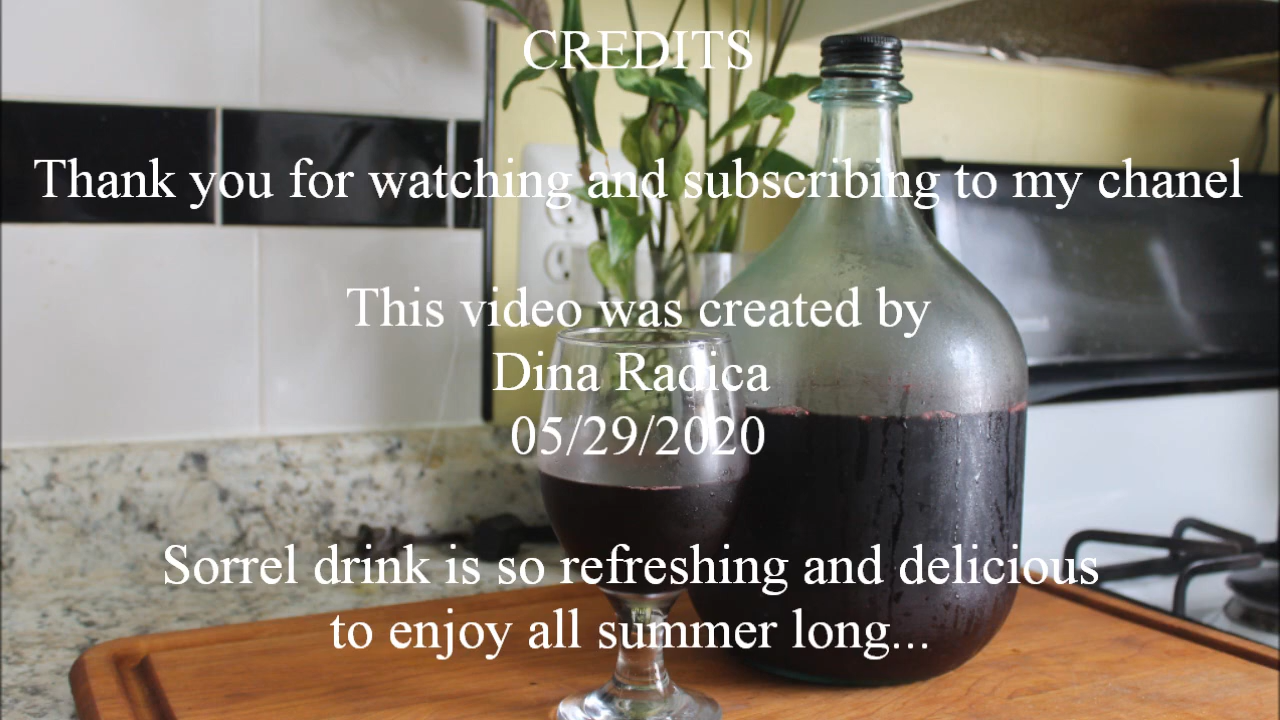 CREDITS
Thank you for watching and subscribing to my chanel
This video was created by
Dina Radica
05/29/2020
Sorrel drink is so refreshing and delicious
to enjoy all summer long...